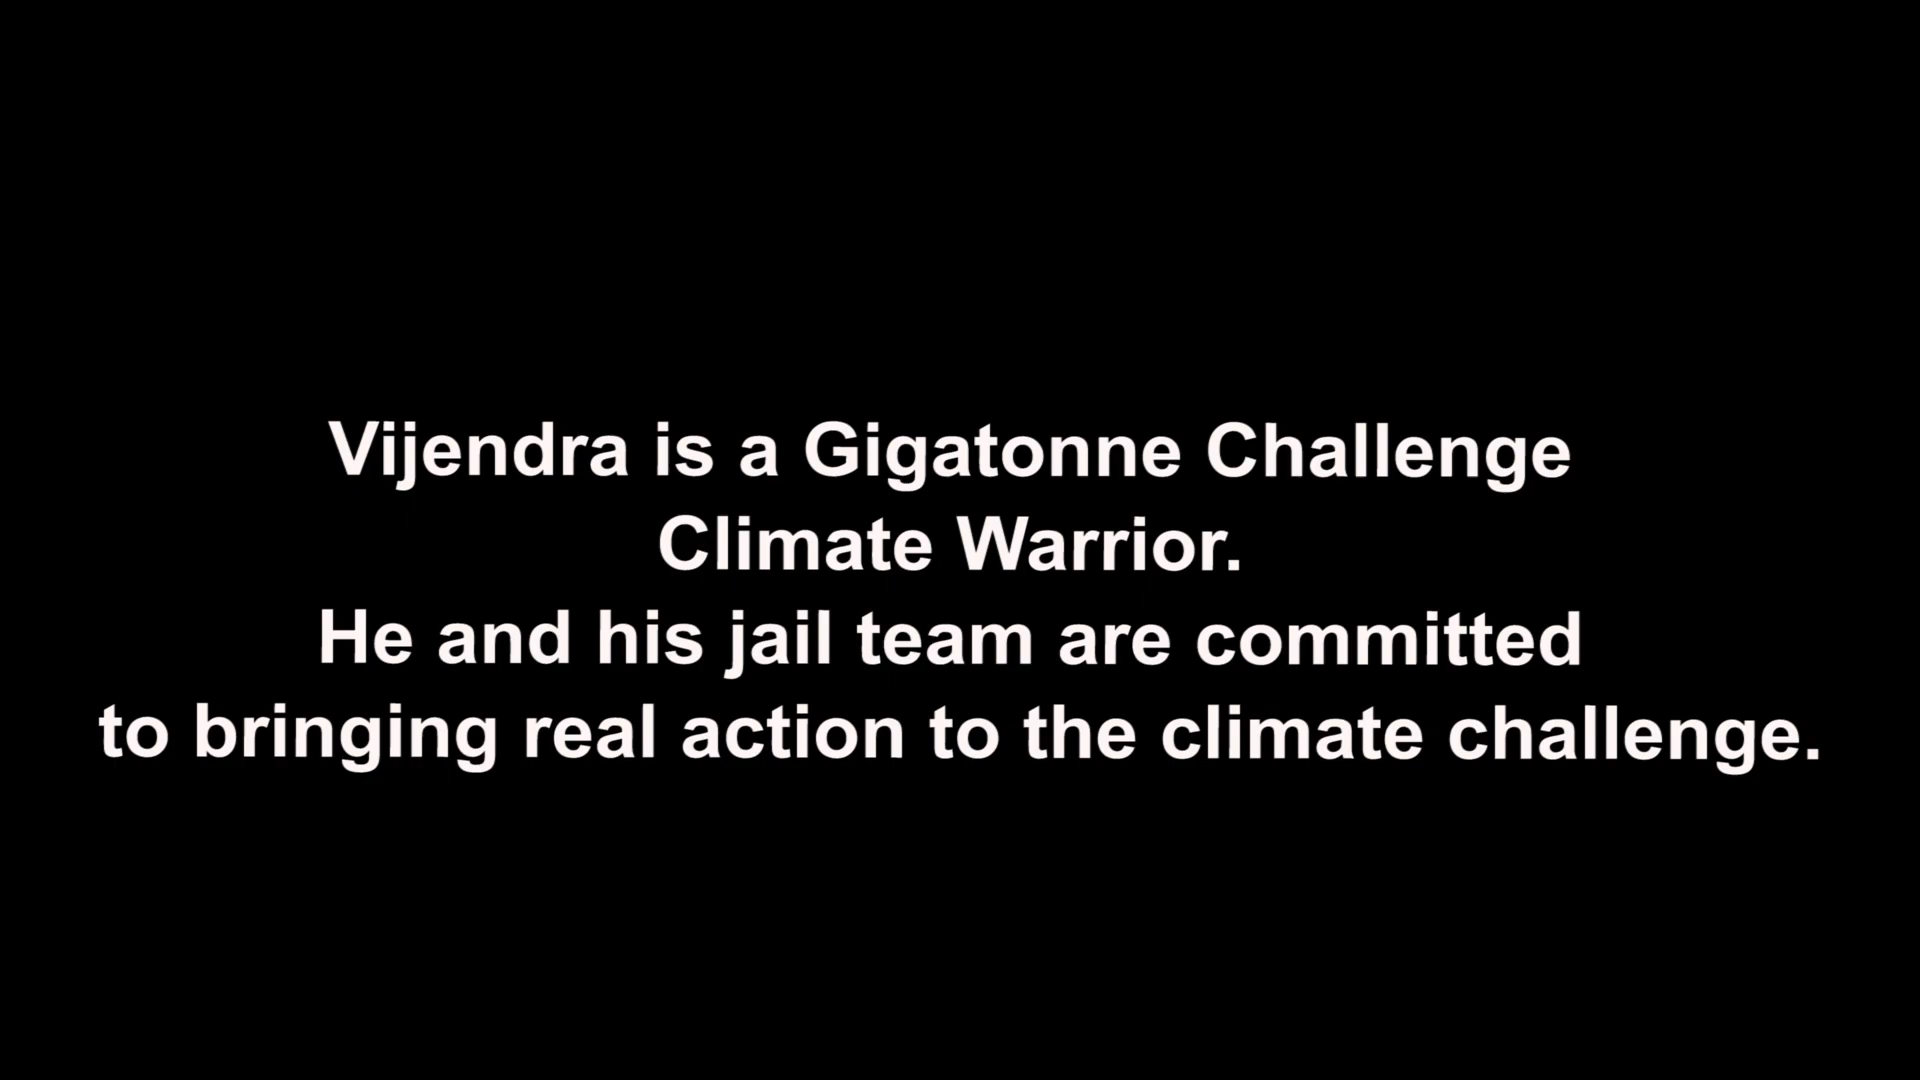 Vijendra is a Gigatonne Challenge
Climate Warrior.
He and his jail team are committed
to bringing real action to the climate challenge.